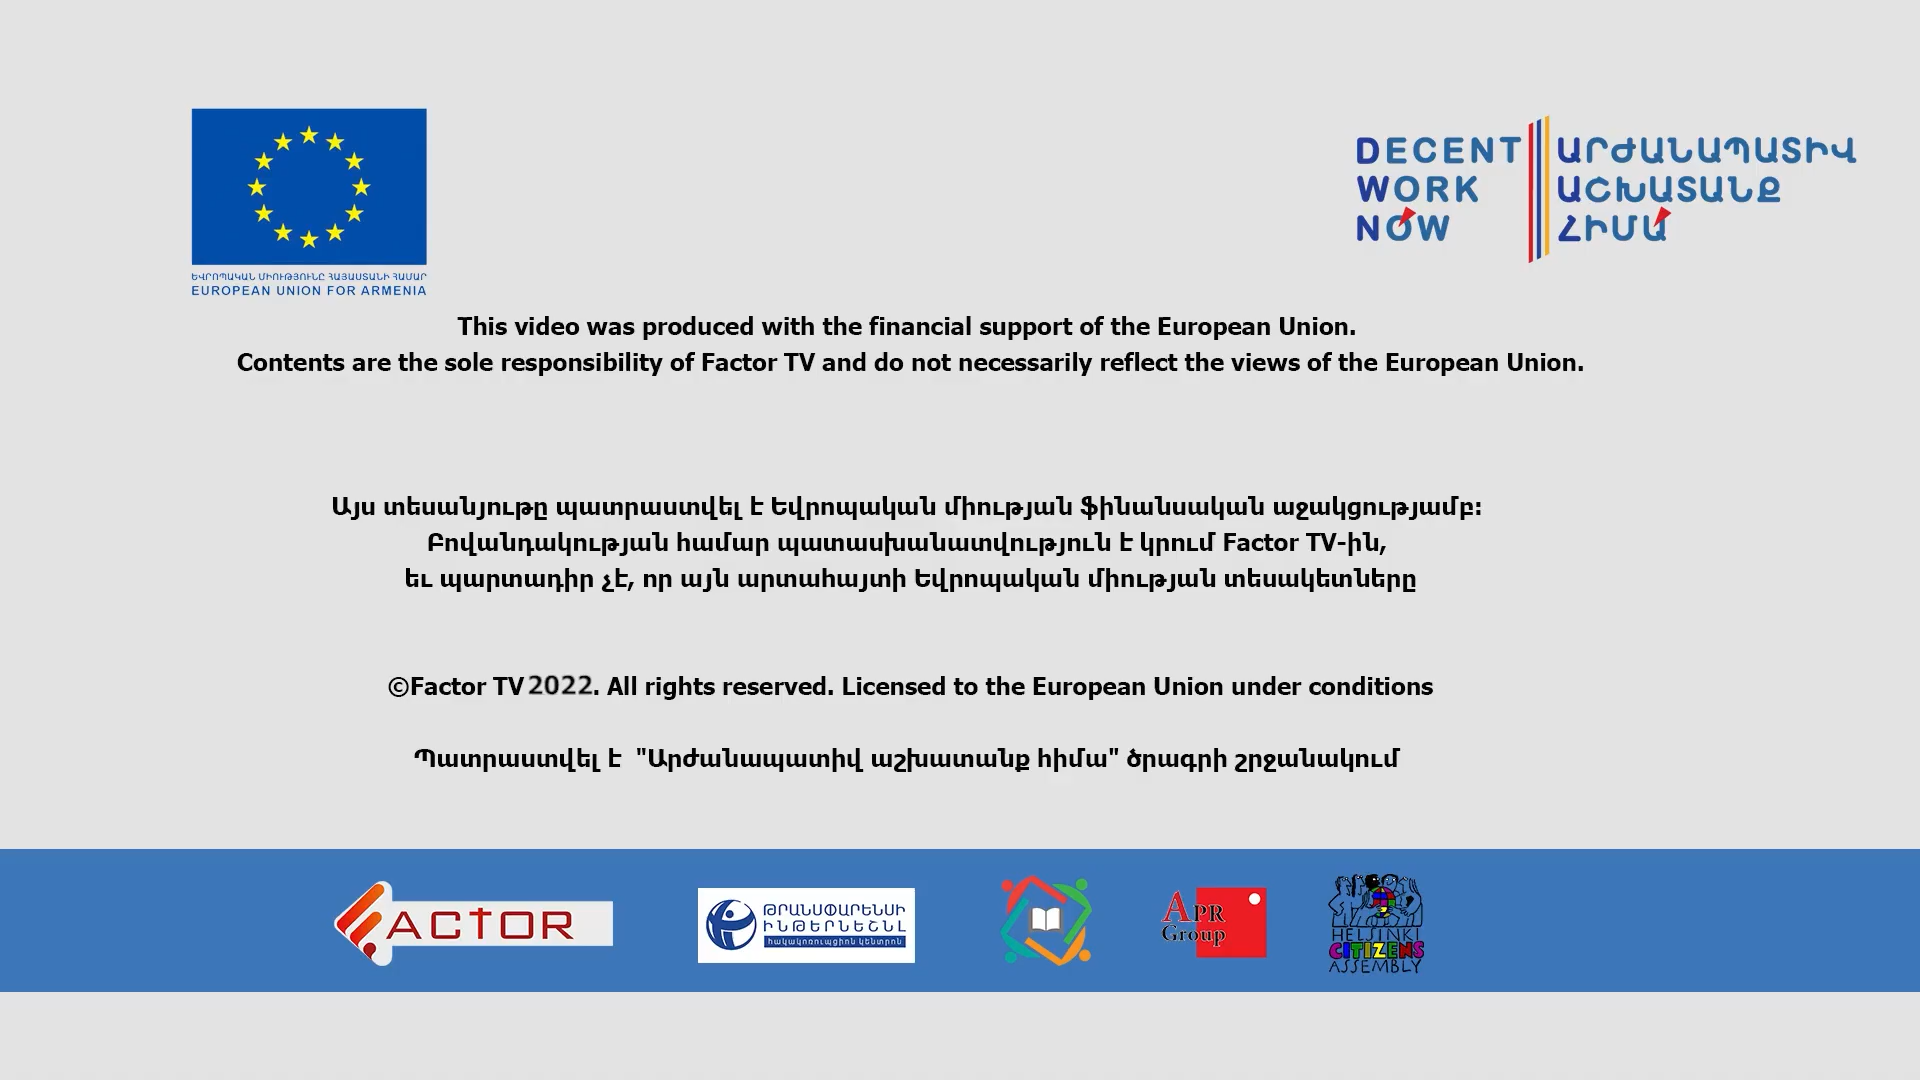 ԵՎՐՈՊԱԿԱՆ ՄԻՈՒԹՅՈՒՆԸ ՀԱՅԱՍՏԱՆԻ ՀԱՄԱՐ
EUROPEAN UNION FOR ARMENIA
DECENT
WORK
NOW
ԱՐԺԱՆԱՊԱՏԻՎ
ԱՇԽԱՏԱՆՔ
ՀԻՄԱ
This video was produced with the financial support of the European Union.
Contents are the sole responsibility of Factor TV and do not necessarily reflect the views of the European Union.
Այս տեսանյութը պատրաստվել է Եվրոպական միության ֆինանսական աջակցությամբ:
Բովանդակության համար պատասխանատվություն է կրում Factor TV-ին,
եւ պարտադիր չէ, որ այն արտահայտի Եվրոպական միության տեսակետները
©Factor TV 2022. All rights reserved. Licensed to the European Union under conditions
Պատրաստվել է "Արժանապատիվ աշխատանք հիմա" ծրագրի շրջանակում
FACTOR
ԹՐԱՆՍՓԱՐԵՆՍԻ
ԻՆԹԵՐՆԵՇՆԼ
հակակոռուպցիոն կենտրոն
APR
Group
HELSINKI
CITIZENS
ASSEMBLY